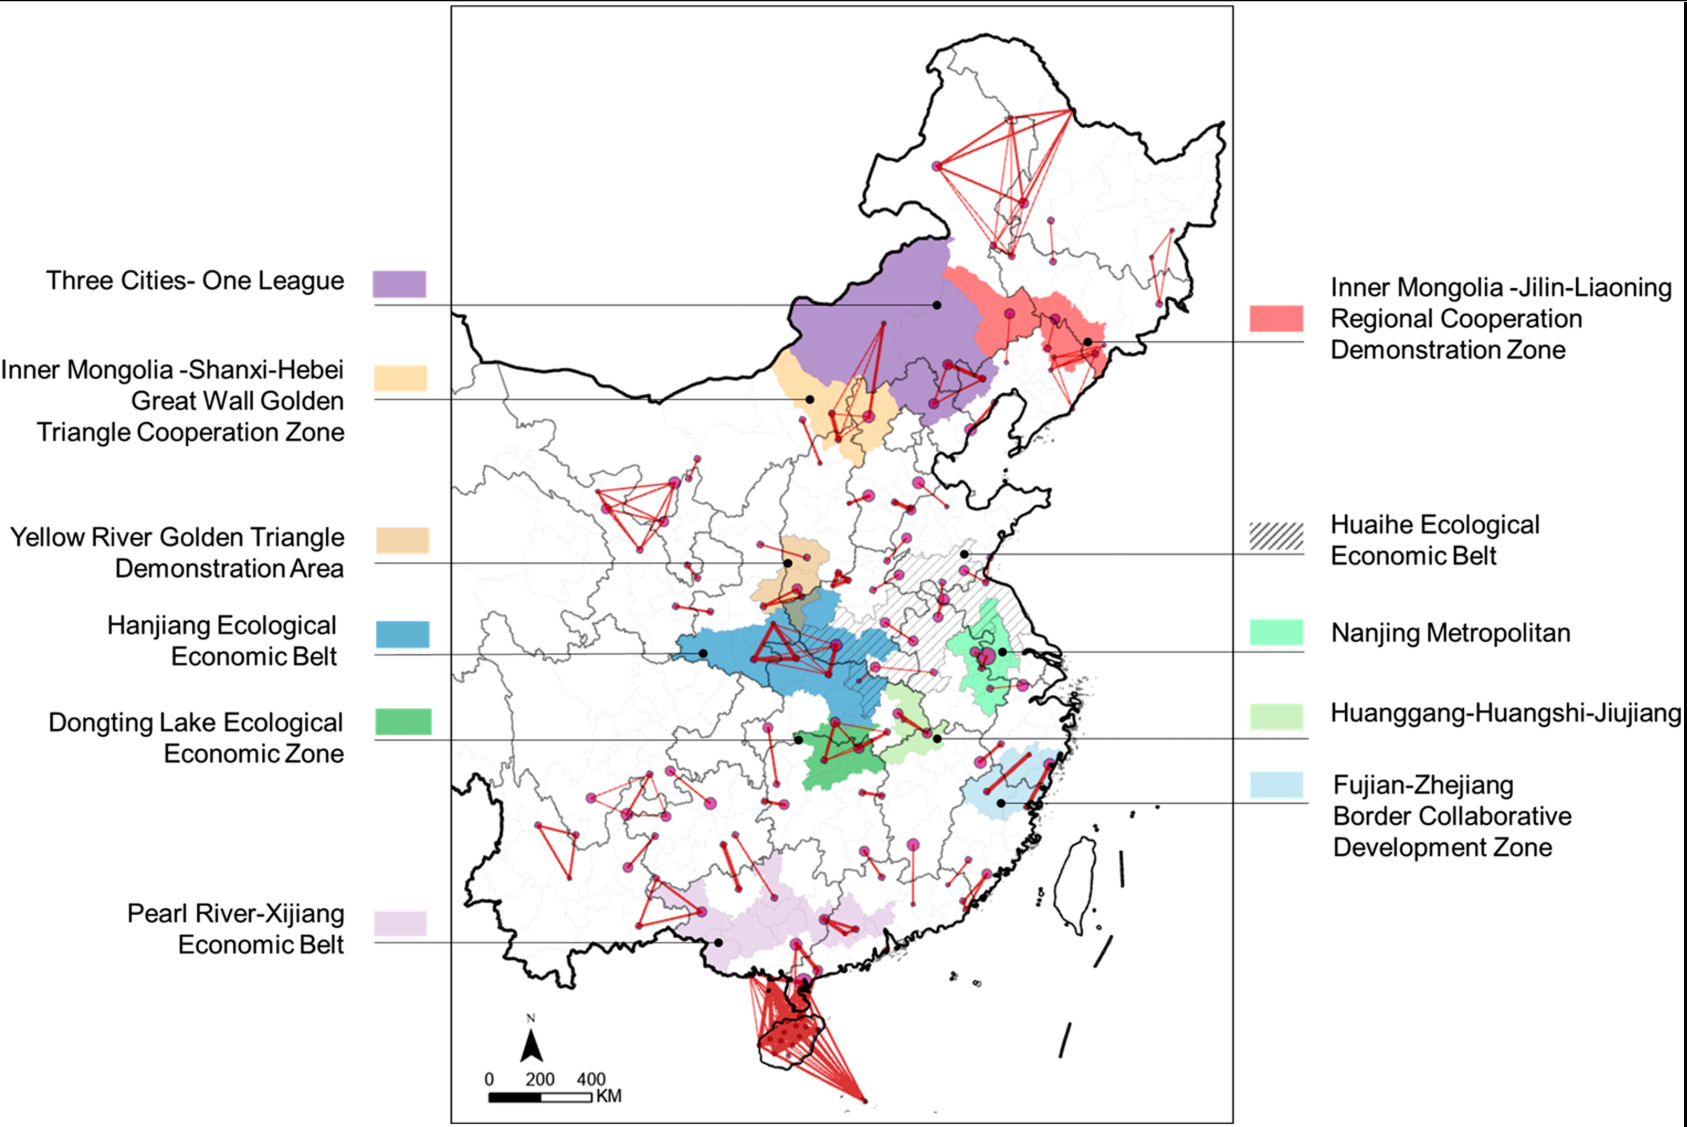 Three Cities- One League
Inner Mongolia -Shanxi-Hebei
Great Wall Golden
Triangle Cooperation Zone
Yellow River Golden Triangle
Demonstration Area
Hanjiang Ecological
Economic Belt
Dongting Lake Ecological
Economic Zone
Pearl River-Xijiang
Economic Belt
N
0 200 400
KM
Inner Mongolia -Jilin-Liaoning
Regional Cooperation
Demonstration Zone
Huaihe Ecological
Economic Belt
Nanjing Metropolitan
Huanggang-Huangshi-Jiujiang
Fujian-Zhejiang
Border Collaborative
Development Zone